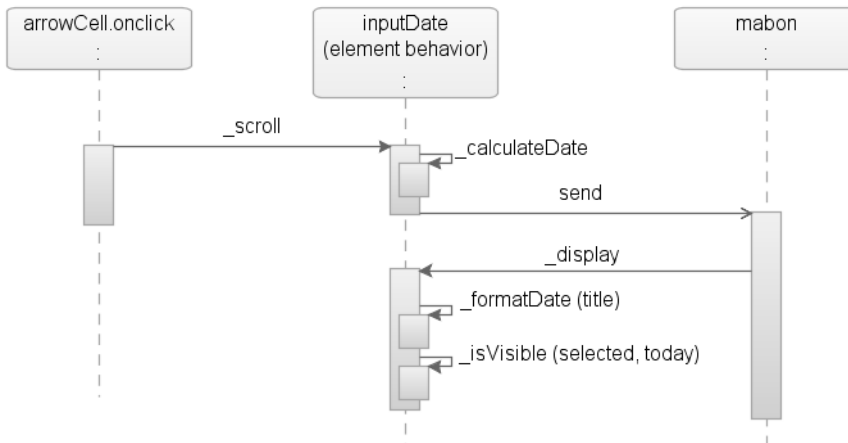 arrowCell.onclick
:
inputDate
(element behavior)
:
mabon
:
_scroll
_calculateDate
send
_display
_formatDate (title)
_isVisible (selected, today)